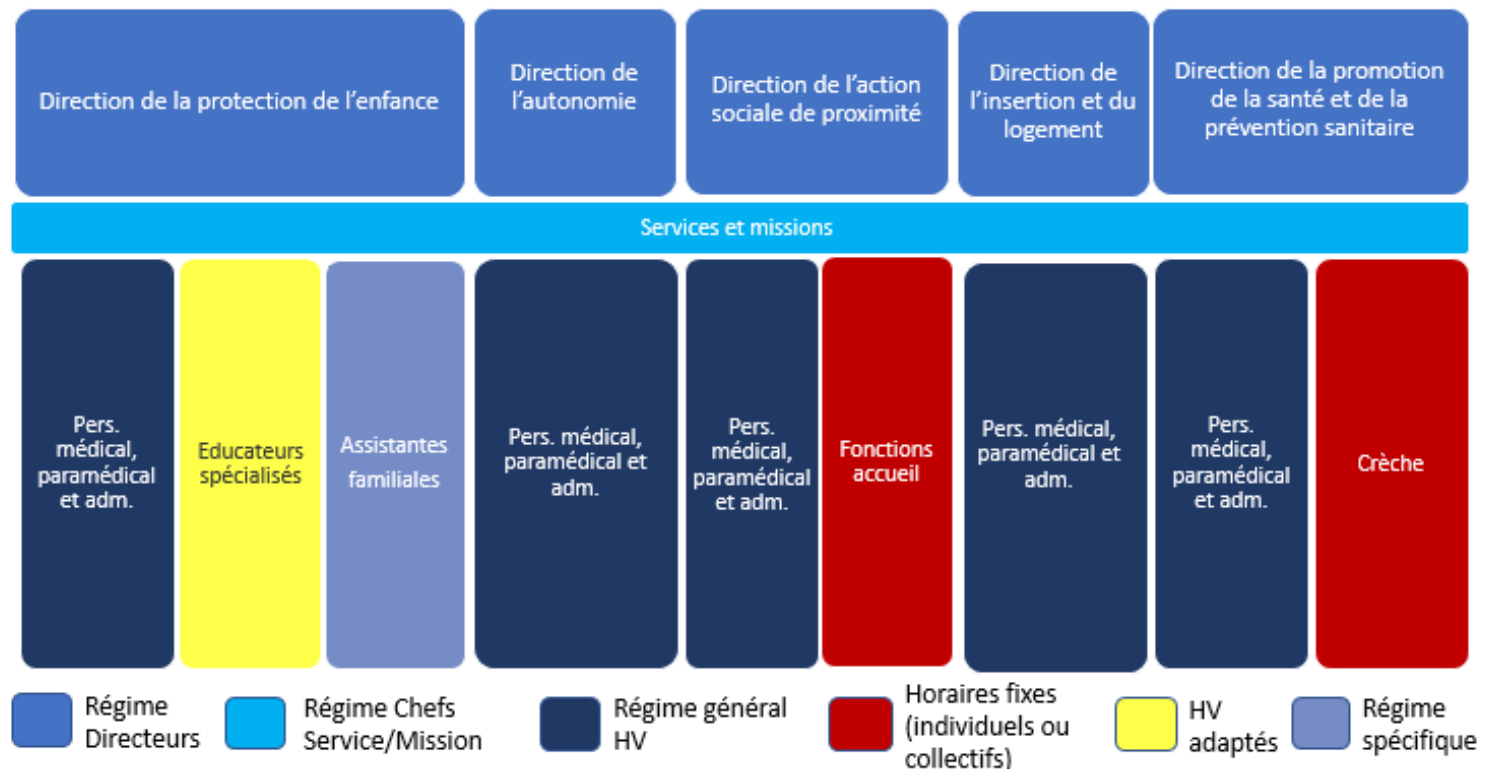 Direction de la protection de l'enfance
Direction de
l'autonomie
Direction de l'action
sociale de proximité
Direction de
l'insertion et du
logement
Direction de la promotion
de la santé et de la
prévention sanitaire
Services et missions
Pers.
médical,
paramédical
et adm.
Educateurs
spécialisés
Assistantes
familiales
Pers. médical,
paramédical et
adm.
Pers.
médical,
paramédical
et adm.
Fonctions
accueil
Pers. médical,
paramédical et
adm.
Pers.
médical,
paramédical
et adm.
Crèche
Régime
Directeurs
Régime Chefs
Service/Mission
Régime général
HV
Horaires fixes
(individuels ou
collectifs)
HV
adaptés
Régime
spécifique